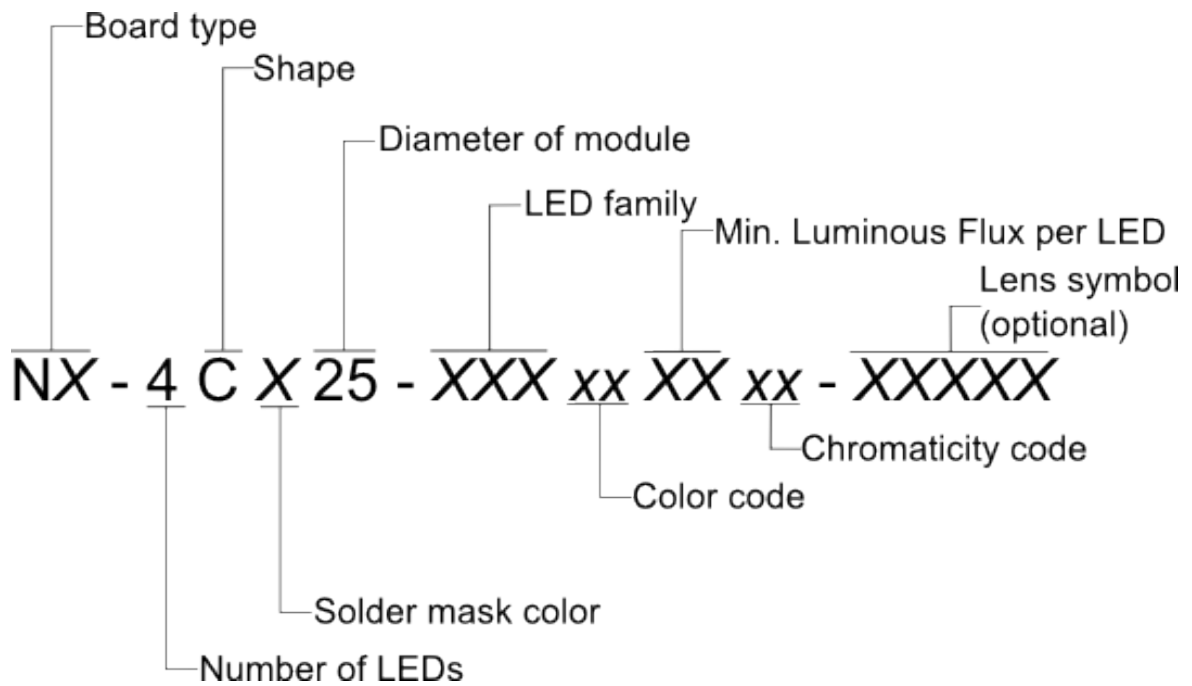 Board type
Shape
Diameter of module
LED family
Min. Luminous Flux per LED
Lens symbol
(optional)
NX - 4 C X 25 - XXX xx XX xx - XXXXX
Chromaticity code
Color code
Solder mask color
Number of LEDs